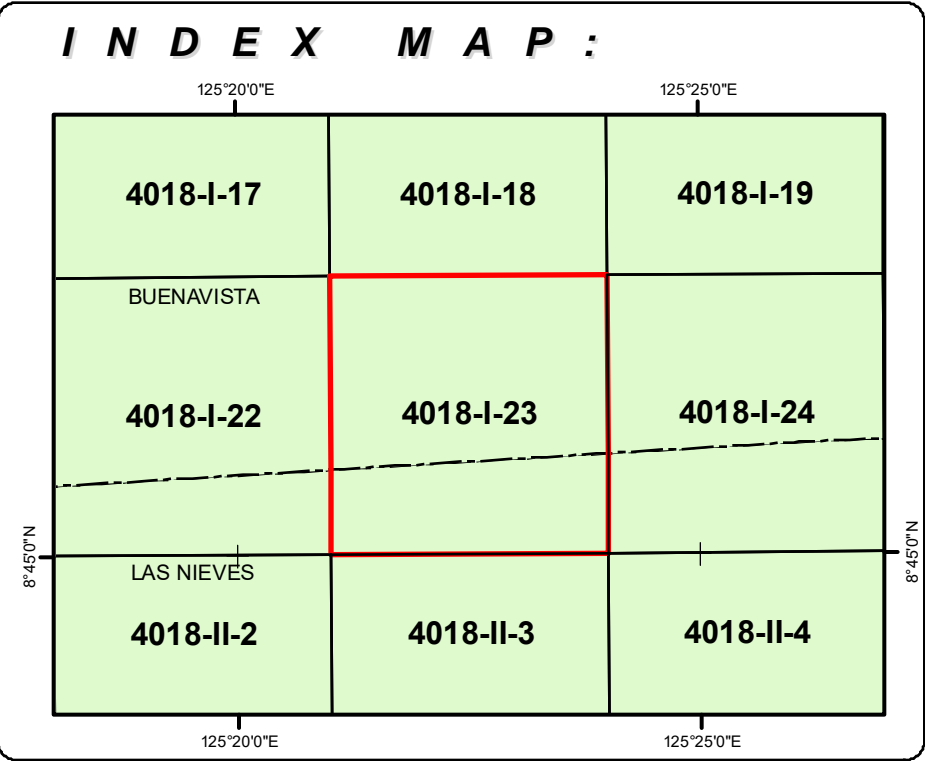 INDEX MAP:
125°20'0"E 125°25'0"E
4018-I-17 4018-I-18 4018-I-19
BUENAVISTA
4018-I-22 4018-I-23 4018-I-24
8°45'0"N 8°45'0"N
LAS NIEVES
4018-II-2 4018-II-3 4018-II-4
125°20'0"E 125°25'0"E